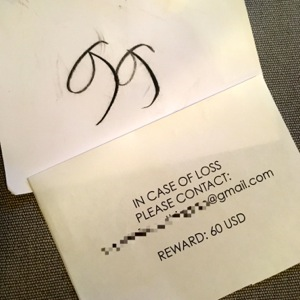 IN CASE OF LOSS
PLEASE CONTACT:
@gmail.com
REWARD: 60 USD